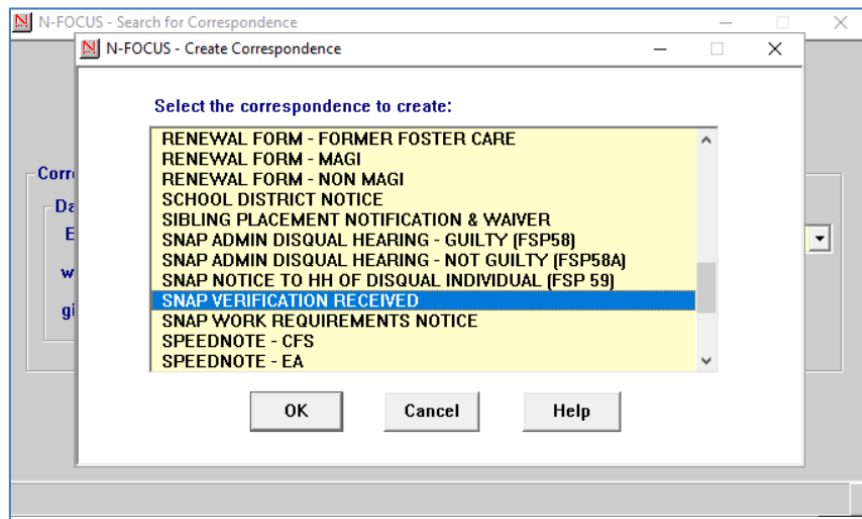 N-FOCUS - Search for Correspondence
N-FOCUS - Create Correspondence
Select the correspondence to create:
RENEWAL FORM - FORMER FOSTER CARE
RENEWAL FORM - MAGI
RENEWAL FORM - NON MAGI
SCHOOL DISTRICT NOTICE
SIBLING PLACEMENT NOTIFICATION & WAIVER
SNAP ADMIN DISQUAL HEARING - GUILTY (FSP58)
SNAP ADMIN DISQUAL HEARING - NOT GUILTY (FSP58A)
SNAP NOTICE TO HH OF DISQUAL INDIVIDUAL (FSP 59)
SNAP VERIFICATION RECEIVED
SNAP WORK REQUIREMENTS NOTICE
SPEEDNOTE - CFS
SPEEDNOTE - EA
Corr
Da
E
w
gi
OK
Cancel
Help